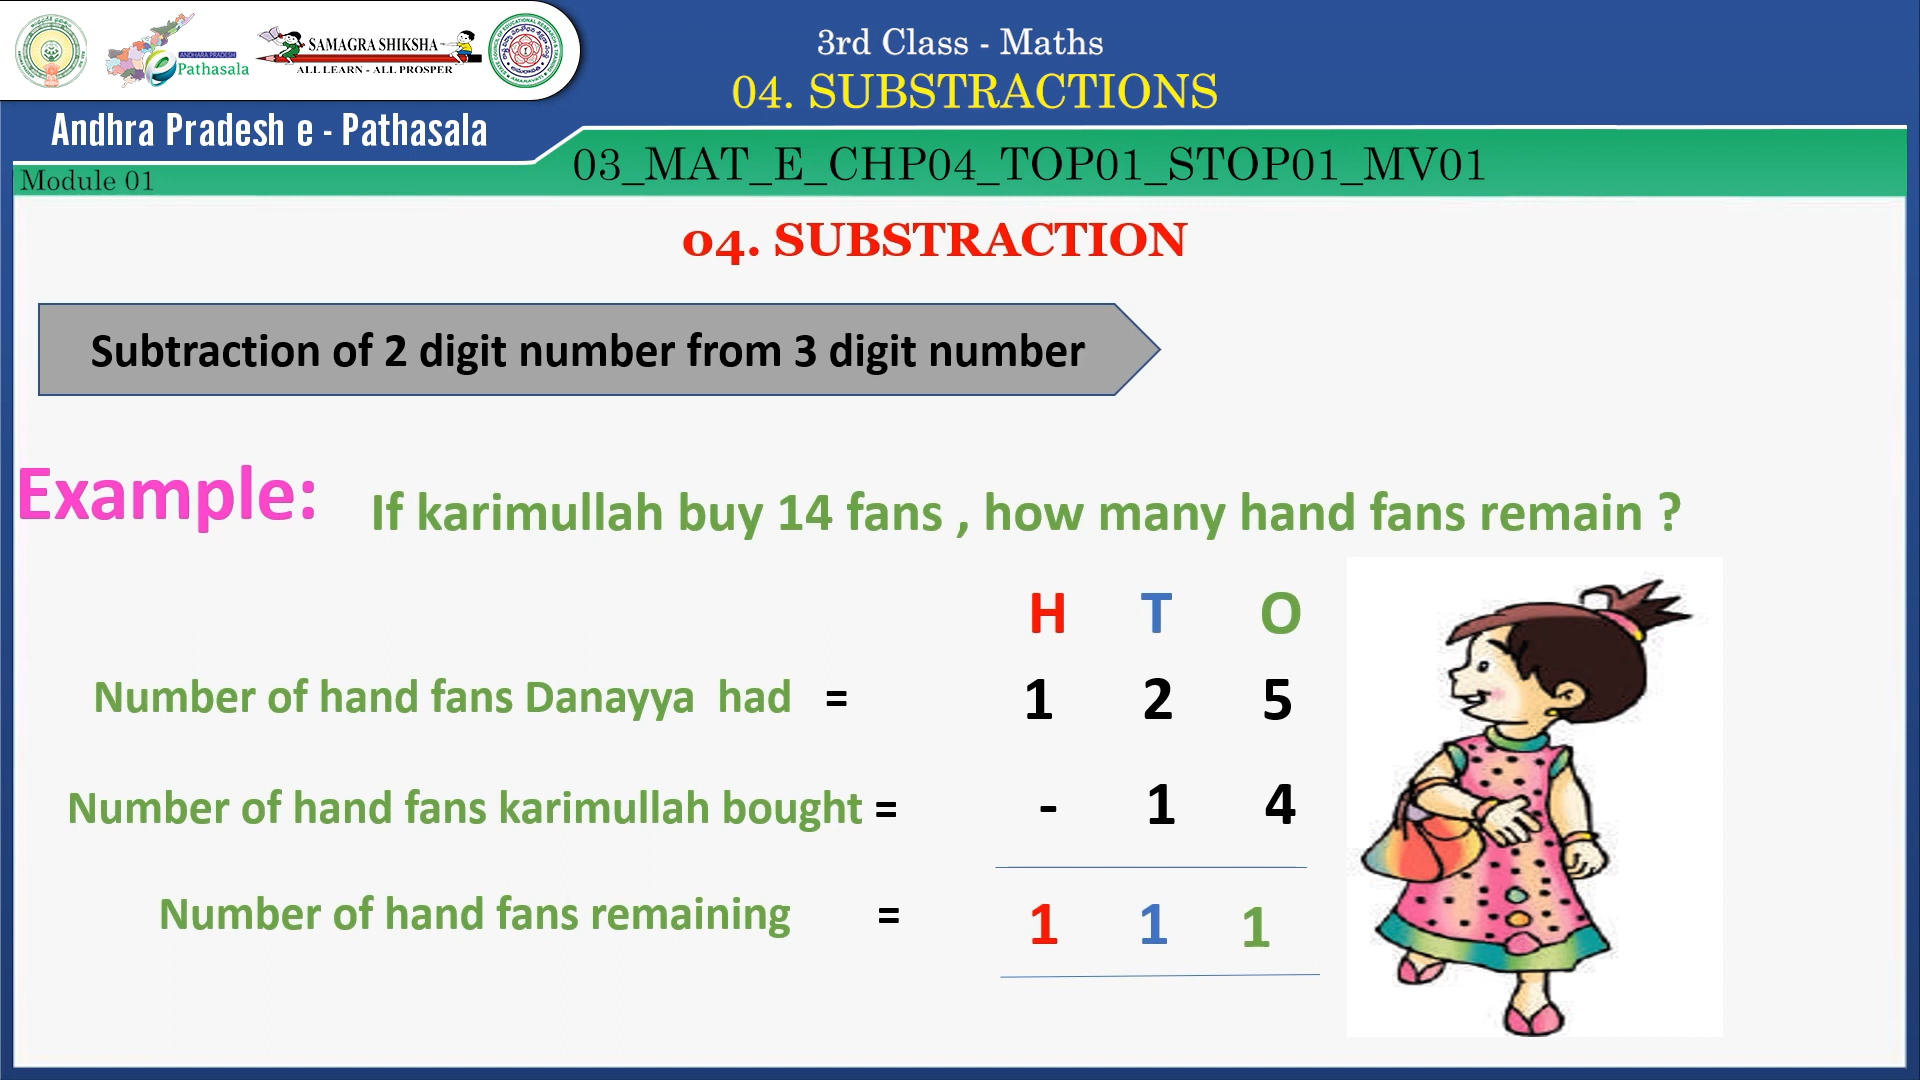 ANDHARA PRADESH
e Pathasala
SAMAGRA SHIKSHA
ALL LEARN - ALL PROSPER
Andhra Pradesh e - Pathasala
3rd Class - Maths
04. SUBSTRACTIONS
Module 01
03_MAT_E_CHP04_TOP01_STOP01_MV01
04. SUBSTRACTION
Subtraction of 2 digit number from 3 digit number
Example: If karimullah buy 14 fans , how many hand fans remain ?
H T O
Number of hand fans Danayya had = 1 2 5
Number of hand fans karimullah bought = - 1 4
Number of hand fans remaining = 1 1 1